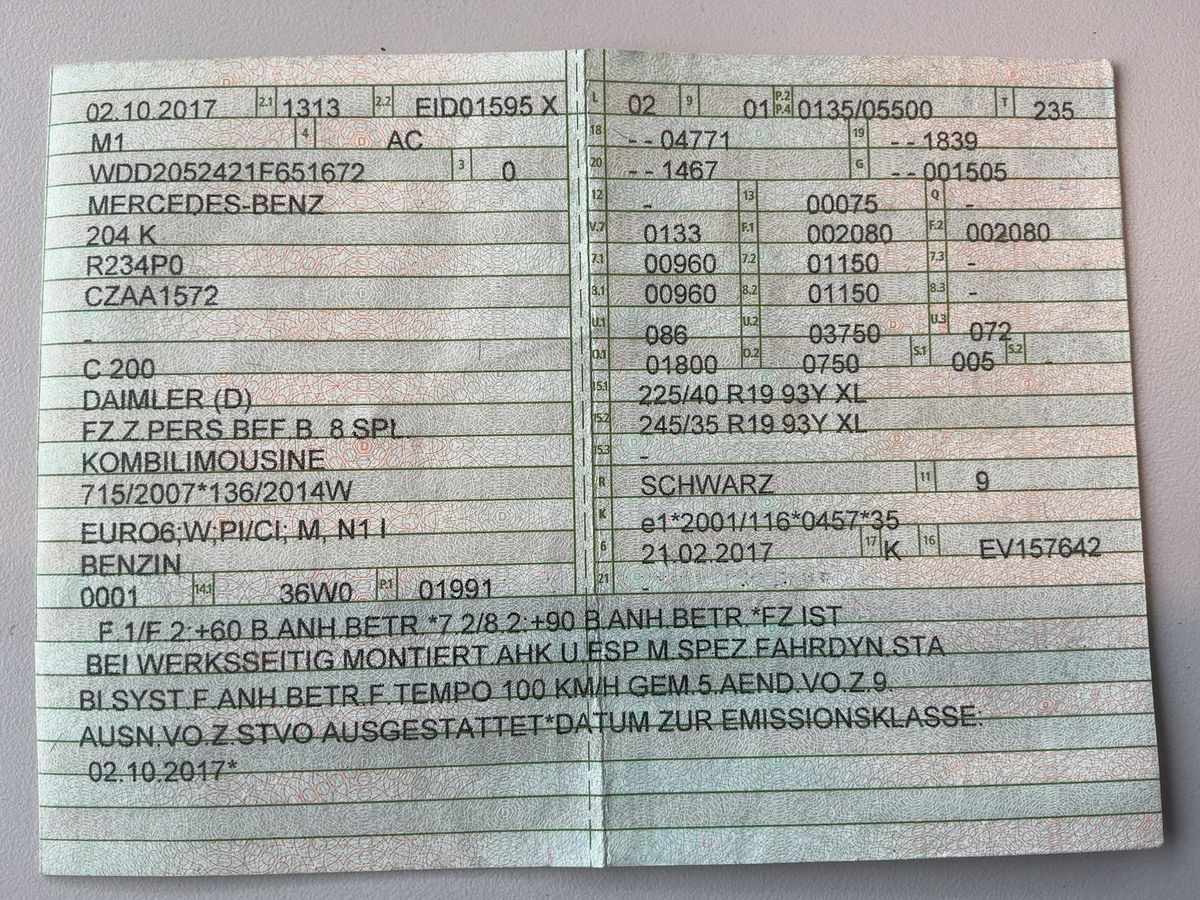 02.10.2017 2.1 1313 2.2 EID01595 X
M1 4 AC
WDD2052421F651672 3 0
MERCEDES-BENZ
204 K
R234P0
CZAA1572
-
C 200
DAIMLER (D)
FZ.Z.PERS.BEF.B. 8 SPL.
KOMBILIMOUSINE
715/2007*136/2014W
EURO6;W;PI/CI; M, N1 I
BENZIN
0001 14.1 36W0 P.1 01991
L 02 9 01 P.2 P.4 0135/05500 T 235
18 --04771 19 --1839
20 --1467 G --001505
12 - 13 00075 Q -
V.7 0133 F.1 002080 F.2 002080
7.1 00960 7.2 01150 7.3 -
8.1 00960 8.2 01150 8.3 -
U.1 086 U.2 03750 U.3 072
O.1 01800 O.2 0750 S.1 005 S.2 -
15.1 225/40 R19 93Y XL
15.2 245/35 R19 93Y XL
15.3 -
R SCHWARZ 11 9
K e1*2001/116*0457*35
6 21.02.2017 17 K 16 EV157642
21 -
F.1/F.2:+60 B.ANH.BETR.*7.2/8.2:+90 B.ANH.BETR.*FZ.IST
BEI WERKSSEITIG MONTIERT.AHK U.ESP M.SPEZ.FAHRDYN.STA
BI.SYST.F.ANH.BETR.F.TEMPO 100 KM/H GEM.5.AEND.VO.Z.9.
AUSN.VO.Z.STVO AUSGESTATTET*DATUM ZUR EMISSIONSKLASSE:
02.10.2017*